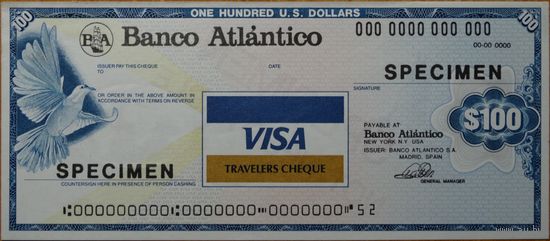 ONE HUNDRED U.S. DOLLARS
100
$100
BA Banco Atlántico
000 0000 000 000
00-00 0000
ISSUER PAY THIS CHEQUE TO
DATE
SPECIMEN
SIGNATURE
OR ORDER IN THE ABOVE AMOUNT IN
ACCORDANCE WITH TERMS ON REVERSE
VISA
TRAVELERS CHEQUE
PAYABLE AT
Banco Atlántico
NEW YORK N.Y. USA
ISSUER: BANCO ATLANTICO S.A.
MADRID, SPAIN
$100
GENERAL MANAGER
SPECIMEN
COUNTERSIGN HERE IN PRESENCE OF PERSON CASHING
⑆000000000⑆0000000⑉0000000⑈52